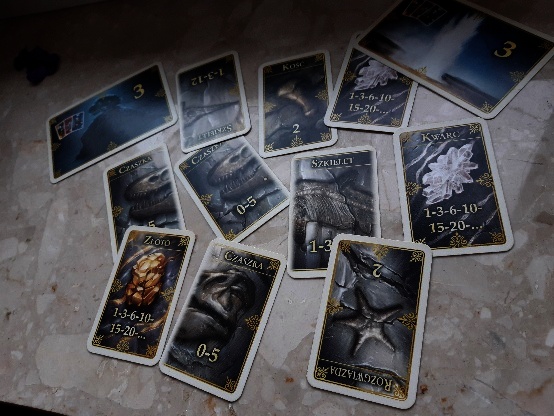 3
3
1-3-12
SZKIELET
KOŚĆ
2
1-3-6-10-
15-20-...
CZASZKA
5
CZASZKA
0-5
SZKIELET
1-3
KWARC
1-3-6-10-
15-20-...
ZŁOTO
1-3-6-10-
15-20-...
CZASZKA
0-5
2
ROZGWIAZDA